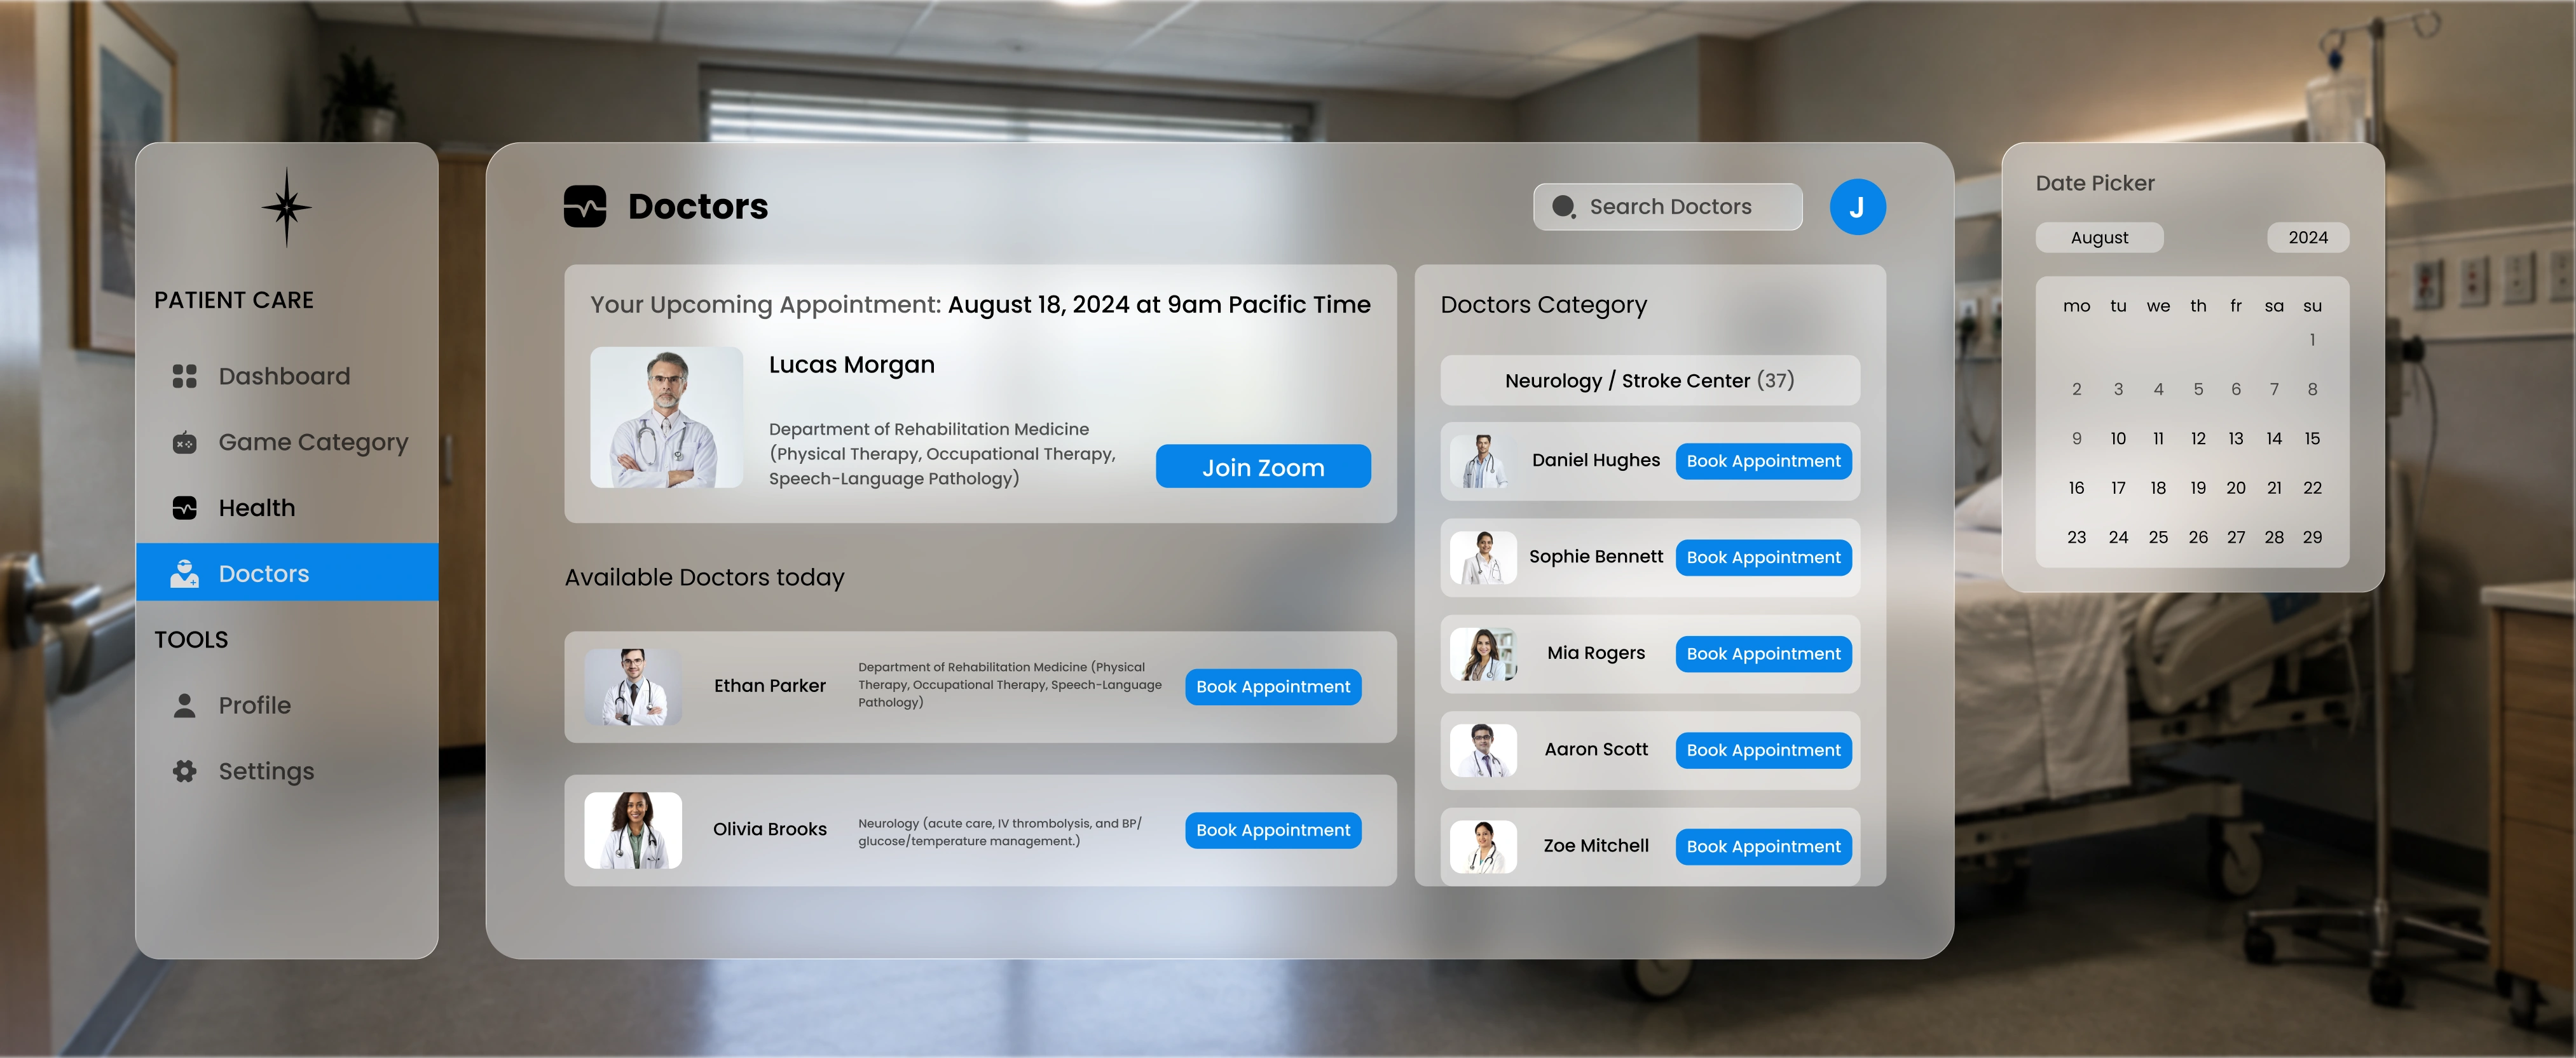 PATIENT CARE
Dashboard
Game Category
Health
Doctors
TOOLS
Profile
Settings
Doctors
Search Doctors
J
Your Upcoming Appointment: August 18, 2024 at 9am Pacific Time
Lucas Morgan
Department of Rehabilitation Medicine
(Physical Therapy, Occupational Therapy,
Speech-Language Pathology)
Join Zoom
Available Doctors today
Ethan Parker
Department of Rehabilitation Medicine (Physical
Therapy, Occupational Therapy, Speech-Language
Pathology)
Book Appointment
Olivia Brooks
Neurology (acute care, IV thrombolysis, and BP/
glucose/temperature management.)
Book Appointment
Doctors Category
Neurology / Stroke Center (37)
Daniel Hughes
Book Appointment
Sophie Bennett
Book Appointment
Mia Rogers
Book Appointment
Aaron Scott
Book Appointment
Zoe Mitchell
Book Appointment
Date Picker
August
2024
mo tu we th fr sa su
1
2 3 4 5 6 7 8
9 10 11 12 13 14 15
16 17 18 19 20 21 22
23 24 25 26 27 28 29